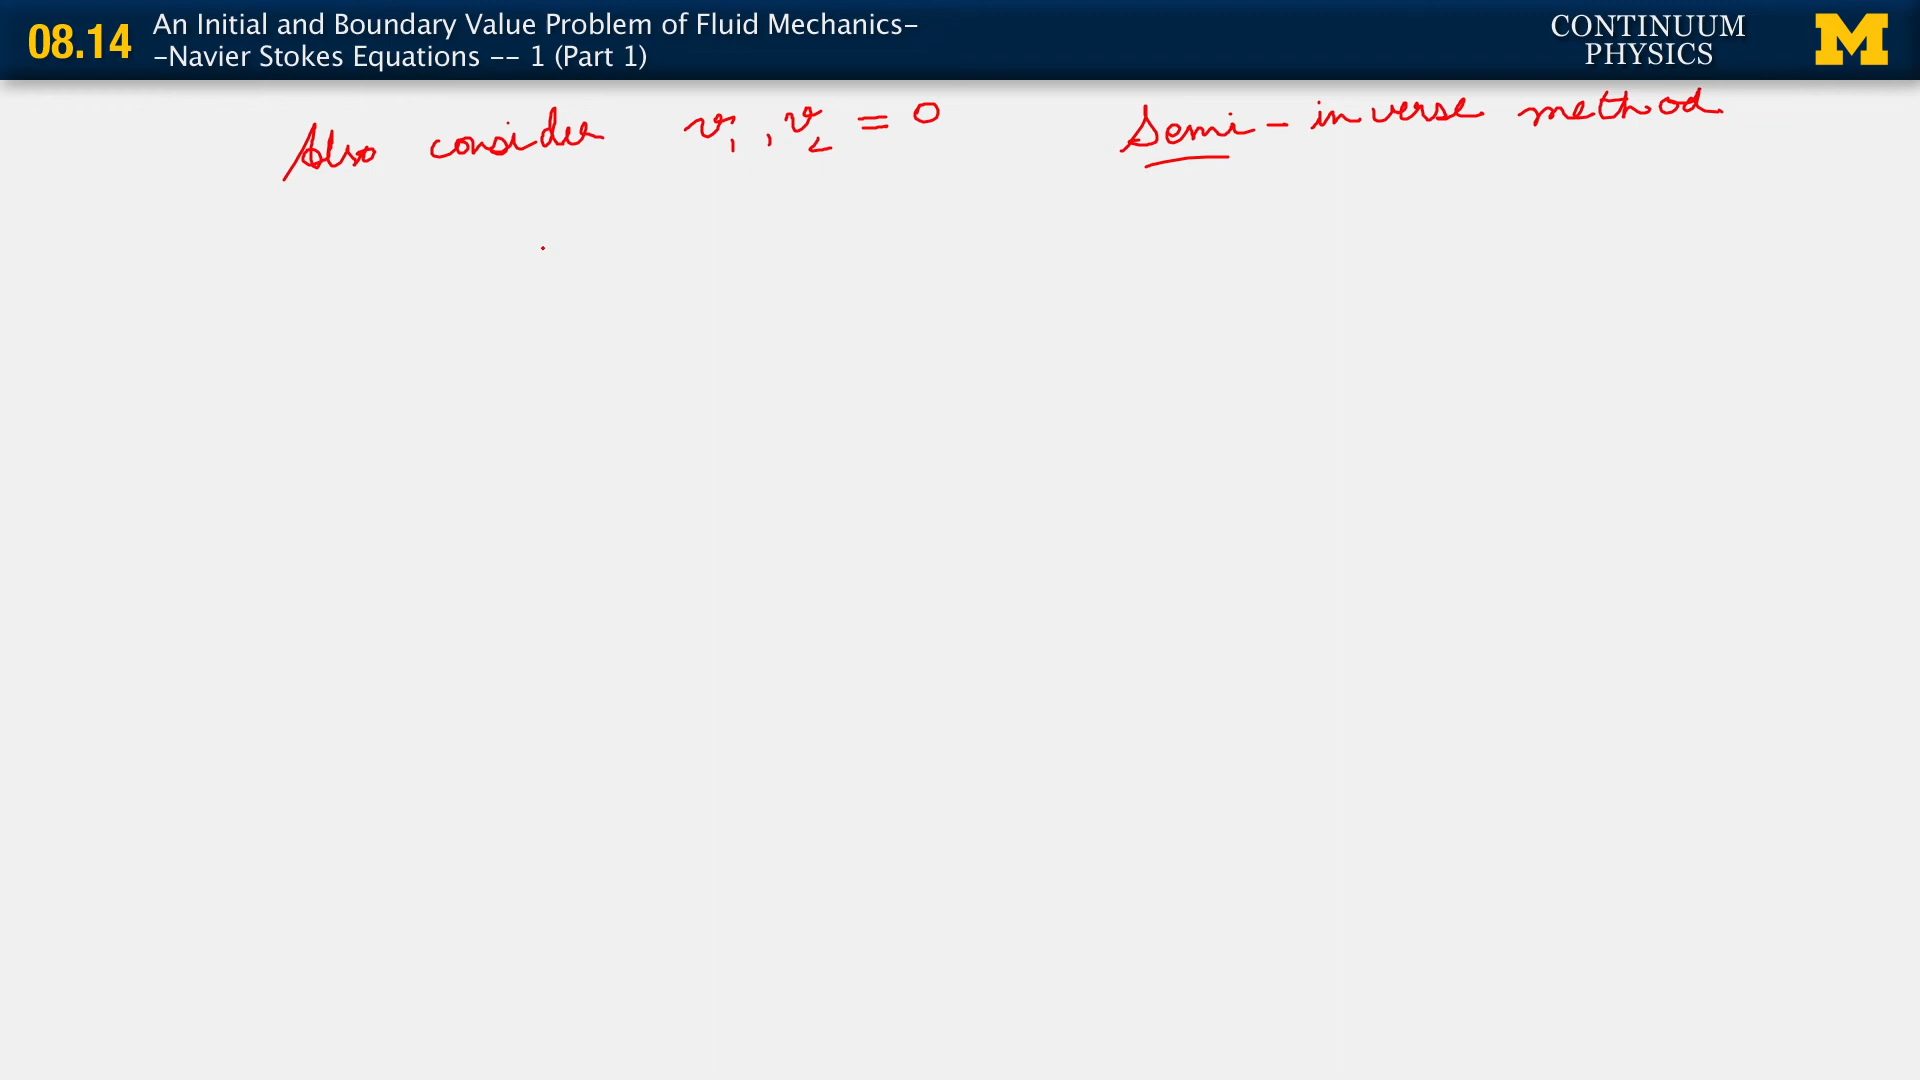 08.14
An Initial and Boundary Value Problem of Fluid Mechanics-
-Navier Stokes Equations -- 1 (Part 1)
CONTINUUM
PHYSICS
M
Also consider v₁, v₂ = 0
Semi-inverse method